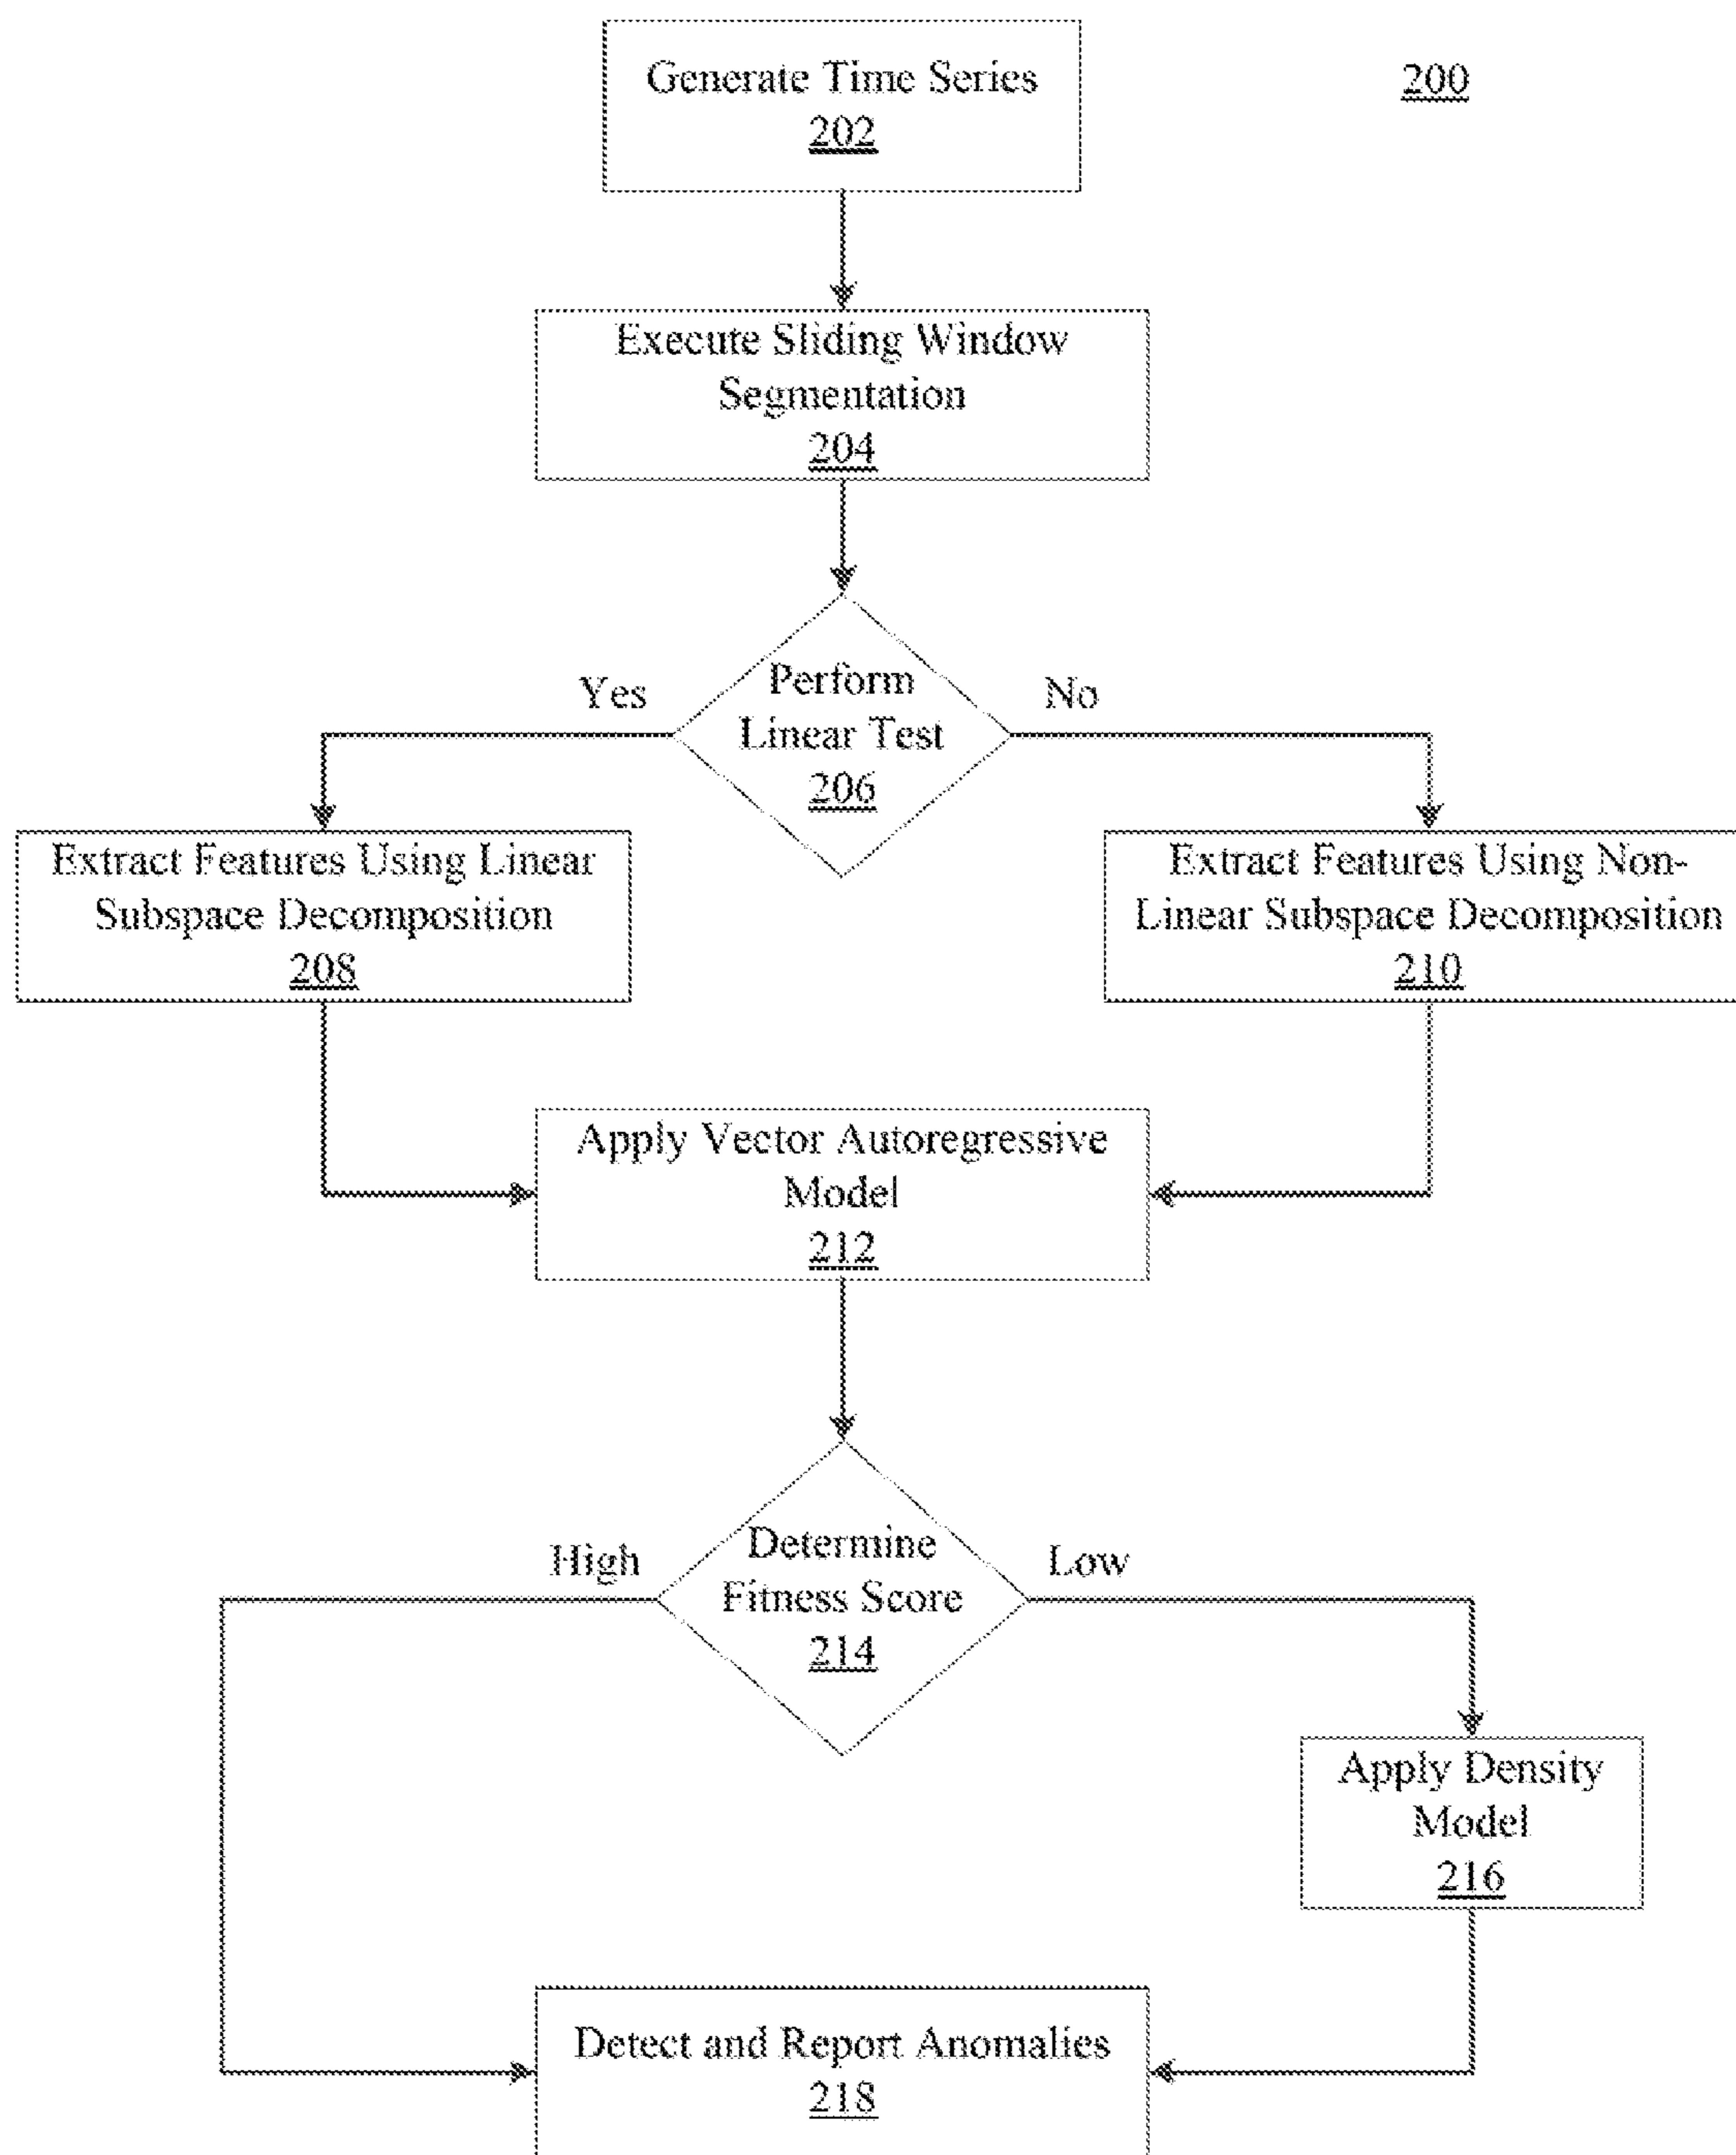 Generate Time Series
202
200
Execute Sliding Window
Segmentation
204
Yes
Perform
Linear Test
206
No
Extract Features Using Linear
Subspace Decomposition
208
Extract Features Using Non-
Linear Subspace Decomposition
210
Apply Vector Autoregressive
Model
212
High
Determine
Fitness Score
214
Low
Apply Density
Model
216
Detect and Report Anomalies
218